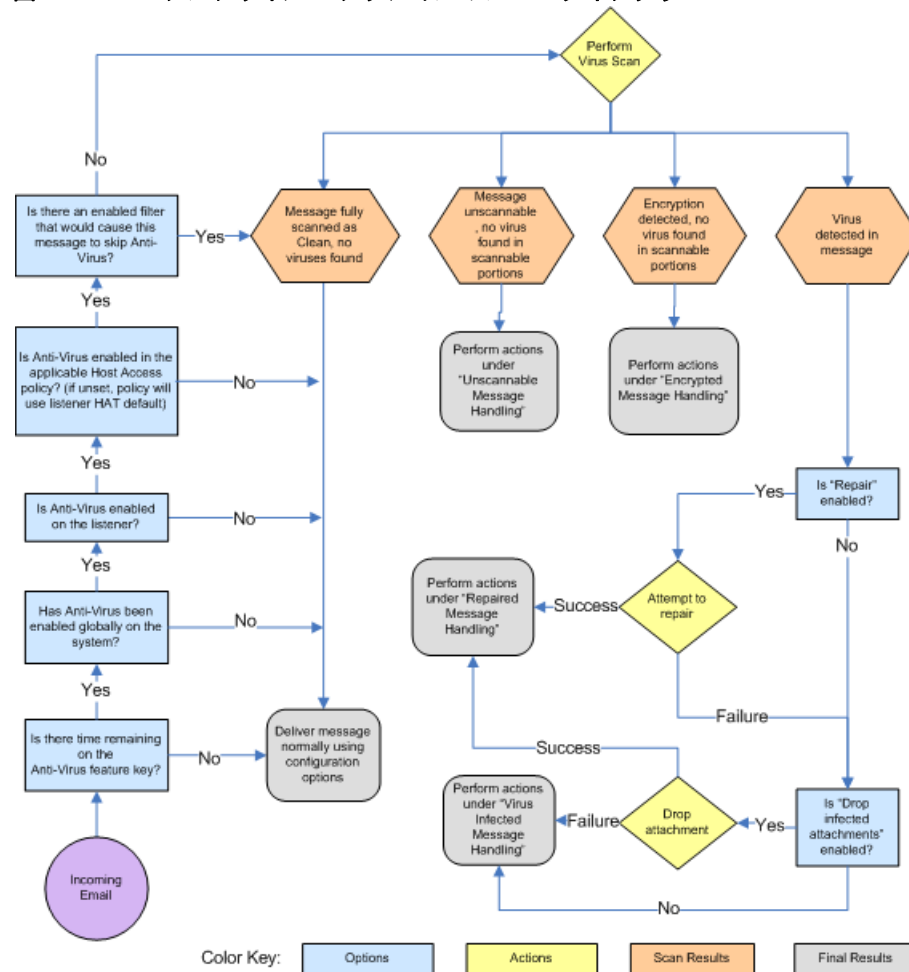 Perform
Virus Scan
No
Is there an enabled filter
that would cause this
message to skip Anti-
Virus?
Yes
Message fully
scanned as
Clean, no
viruses found
Message
unscannable
, no virus
found in
scannable
portions
Encryption
detected, no
virus found
in scannable
portions
Virus
detected in
message
Yes
Is Anti-Virus enabled in the
applicable Host Access
policy? (if unset, policy will
use listener HAT default)
No
Perform actions
under
“Unscannable
Message
Handling”
Perform actions
under “Encrypted
Message Handling”
Yes
Is Anti-Virus enabled
on the listener?
No
Yes
Is “Repair”
enabled?
No
Yes
Has Anti-Virus been
enabled globally on the
system?
No
Perform actions
under “Repaired
Message
Handling”
Success
Attempt to
repair
Yes
Failure
Is there time remaining
on the
Anti-Virus feature key?
No
Deliver message
normally using
configuration
options
Success
Perform actions
under “Virus
Infected
Message
Handling”
Failure
Drop
attachment
Yes
Is “Drop
infected
attachments”
enabled?
Incoming
Email
No
Color Key:
Options
Actions
Scan Results
Final Results